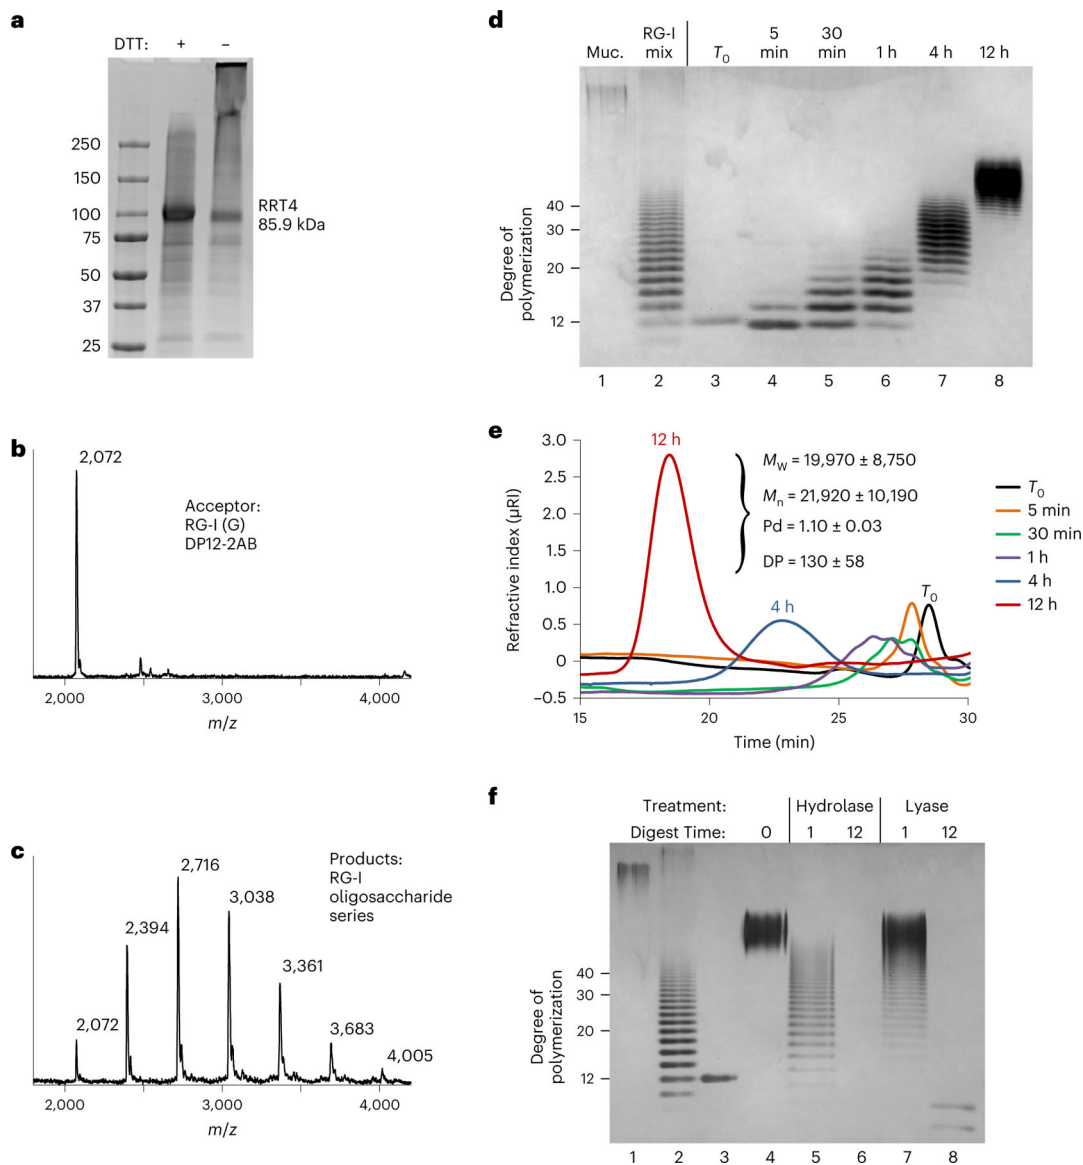 a
DTT: + –
250
150
100
75
50
37
25
RRT4
85.9 kDa
b
2,072
Acceptor:
RG-I (G)
DP12-2AB
2,000 3,000 4,000
m/z
c
2,072
2,394
2,716
3,038
3,361
3,683
4,005
Products:
RG-I
oligosaccharide
series
2,000 3,000 4,000
m/z
d
Muc.
RG-I
mix
T0
5
min
30
min
1 h
4 h
12 h
Degree of
polymerization
40
30
20
12
1 2 3 4 5 6 7 8
e
Refractive index (µRI)
3.0
2.5
2.0
1.5
1.0
0.5
0
–0.5
15 20 25 30
Time (min)
12 h
4 h
T0
MW = 19,970 ± 8,750
Mn = 21,920 ± 10,190
Pd = 1.10 ± 0.03
DP = 130 ± 58
T0
5 min
30 min
1 h
4 h
12 h
f
Treatment: Hydrolase Lyase
Digest Time: 0 1 12 1 12
Degree of
polymerization
40
30
20
12
1 2 3 4 5 6 7 8